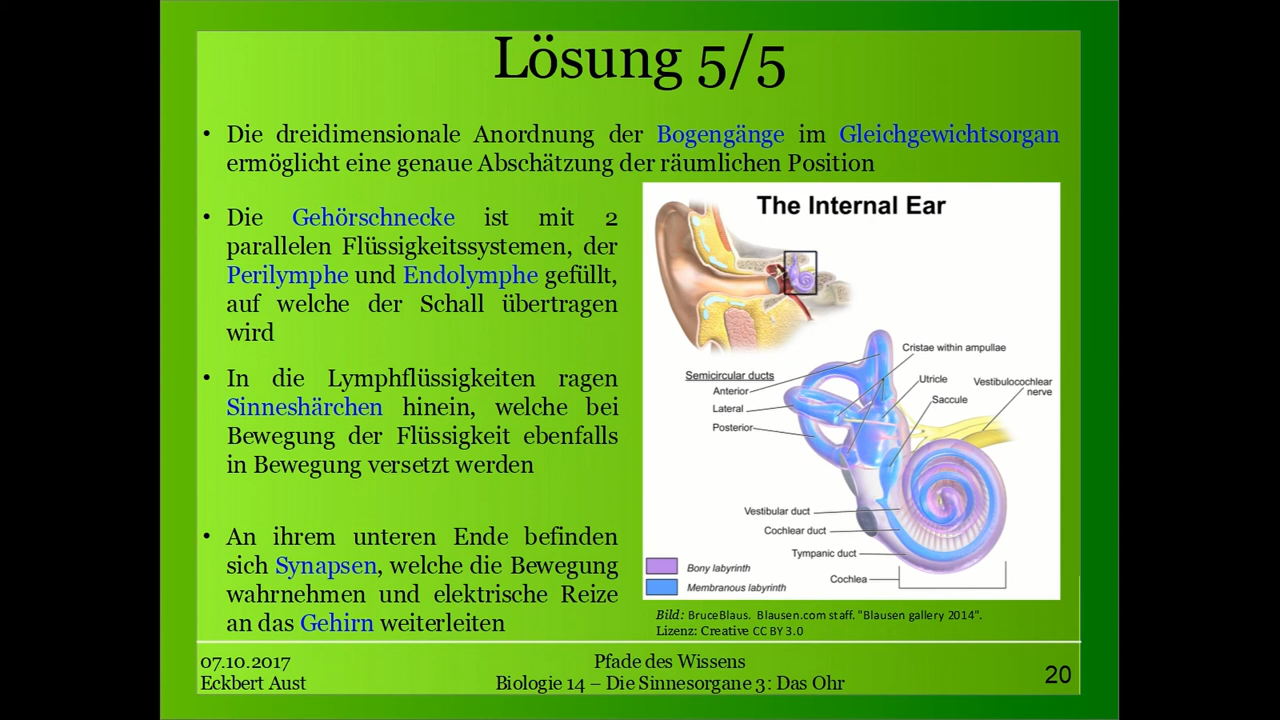 Lösung 5/5
• Die dreidimensionale Anordnung der Bogengänge im Gleichgewichtsorgan
ermöglicht eine genaue Abschätzung der räumlichen Position
• Die Gehörschnecke ist mit 2
parallelen Flüssigkeitssystemen, der
Perilymphe und Endolymphe gefüllt,
auf welche der Schall übertragen
wird
• In die Lymphflüssigkeiten ragen
Sinneshärchen hinein, welche bei
Bewegung der Flüssigkeit ebenfalls
in Bewegung versetzt werden
• An ihrem unteren Ende befinden
sich Synapsen, welche die Bewegung
wahrnehmen und elektrische Reize
an das Gehirn weiterleiten
The Internal Ear
Cristae within ampullae
Semicircular ducts
Anterior
Lateral
Posterior
Utricle
Saccule
Vestibulocochlear
nerve
Vestibular duct
Cochlear duct
Tympanic duct
Cochlea
Bony labyrinth
Membranous labyrinth
Bild: BruceBlaus. Blausen.com staff. "Blausen gallery 2014".
Lizenz: Creative CC BY 3.0
07.10.2017
Eckbert Aust
Pfade des Wissens
Biologie 14 – Die Sinnesorgane 3: Das Ohr
20